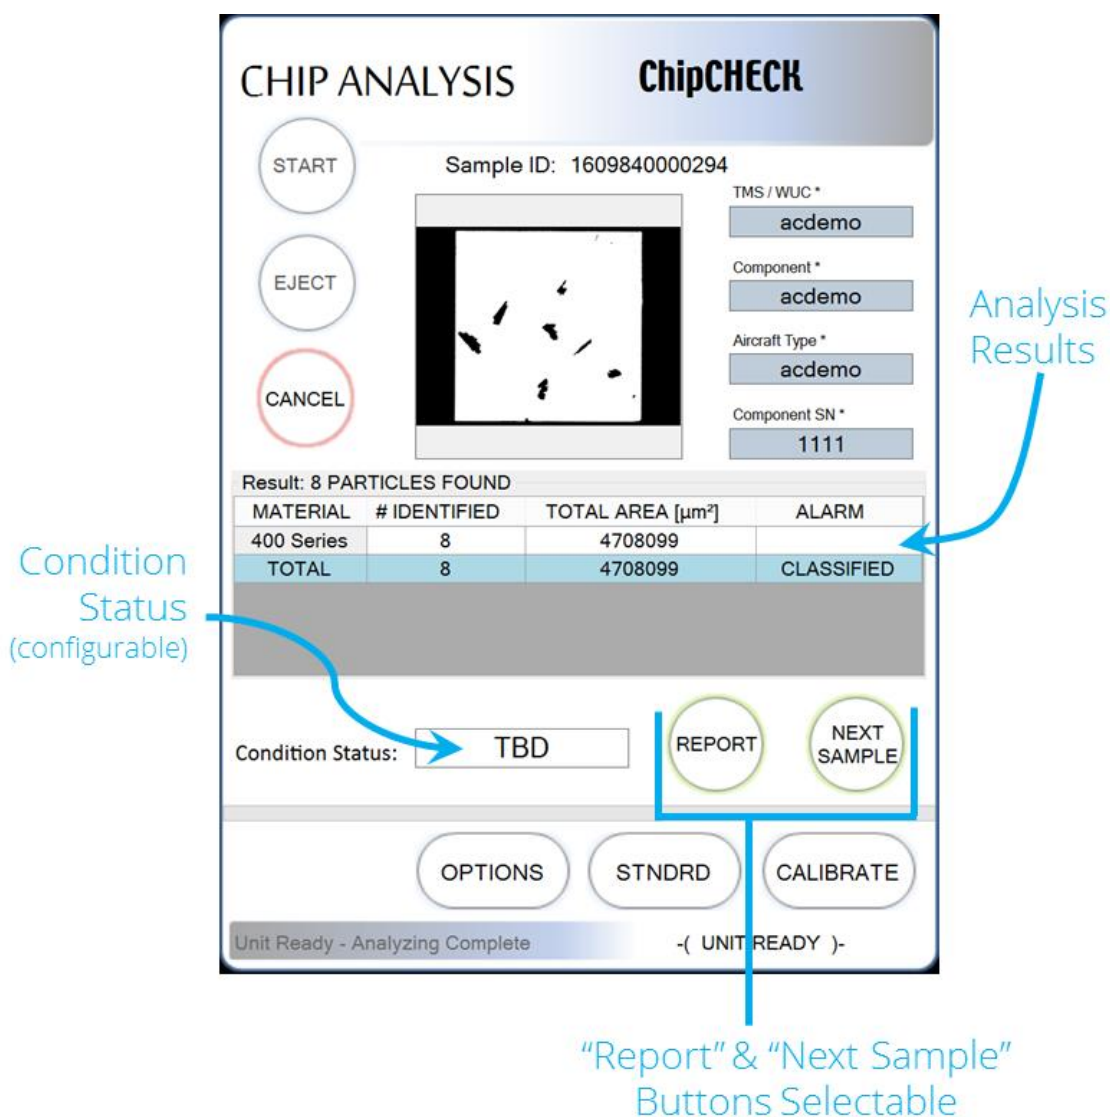 CHIP ANALYSIS
ChipCHECK
START
Sample ID: 1609840000294
TMS / WUC *
acdemo
EJECT
Component *
acdemo
Analysis
Results
Aircraft Type *
acdemo
CANCEL
Component SN *
1111
Result: 8 PARTICLES FOUND
MATERIAL # IDENTIFIED TOTAL AREA [µm²] ALARM
400 Series 8 4708099
TOTAL 8 4708099 CLASSIFIED
Condition
Status
(configurable)
Condition Status: TBD
REPORT
NEXT
SAMPLE
OPTIONS STNDRD CALIBRATE
Unit Ready - Analyzing Complete -( UNIT READY )-
“Report” & “Next Sample”
Buttons Selectable